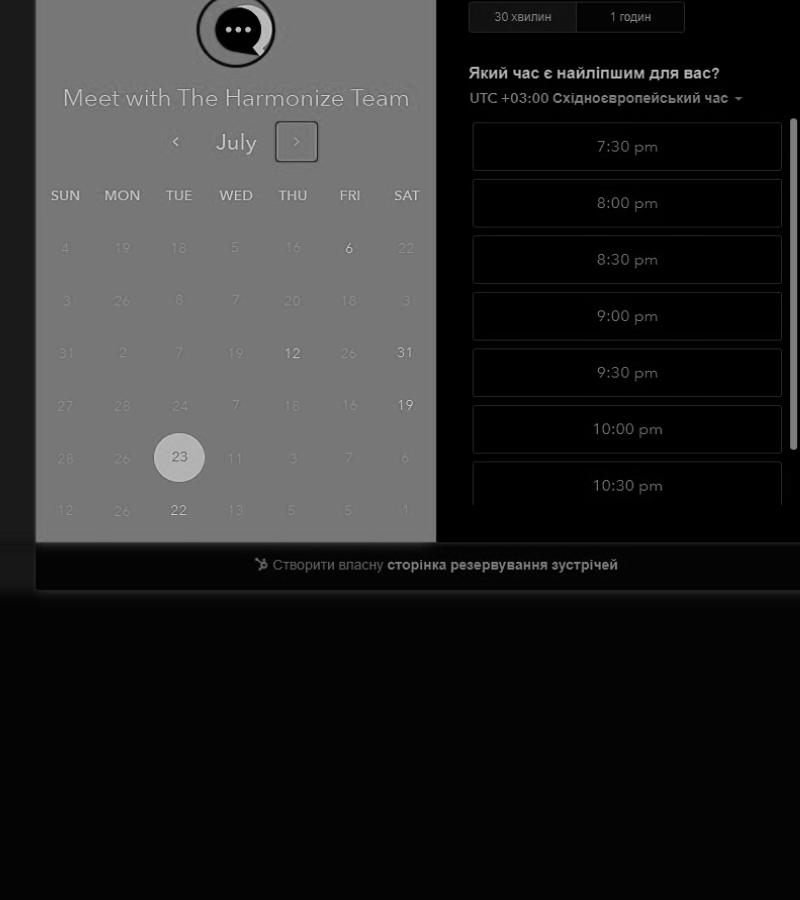 Meet with The Harmonize Team
July
SUN MON TUE WED THU FRI SAT
4 19 18 5 16 6 22
3 26 8 7 20 18 3
31 2 7 19 12 26 31
27 28 24 7 18 16 19
28 26 23 11 3 7 6
12 26 22 13 5 5 1
30 хвилин 1 годин
Який час є найліпшим для вас?
UTC +03:00 Східноєвропейський час
7:30 pm
8:00 pm
8:30 pm
9:00 pm
9:30 pm
10:00 pm
10:30 pm
Створити власну сторінка резервування зустрічей